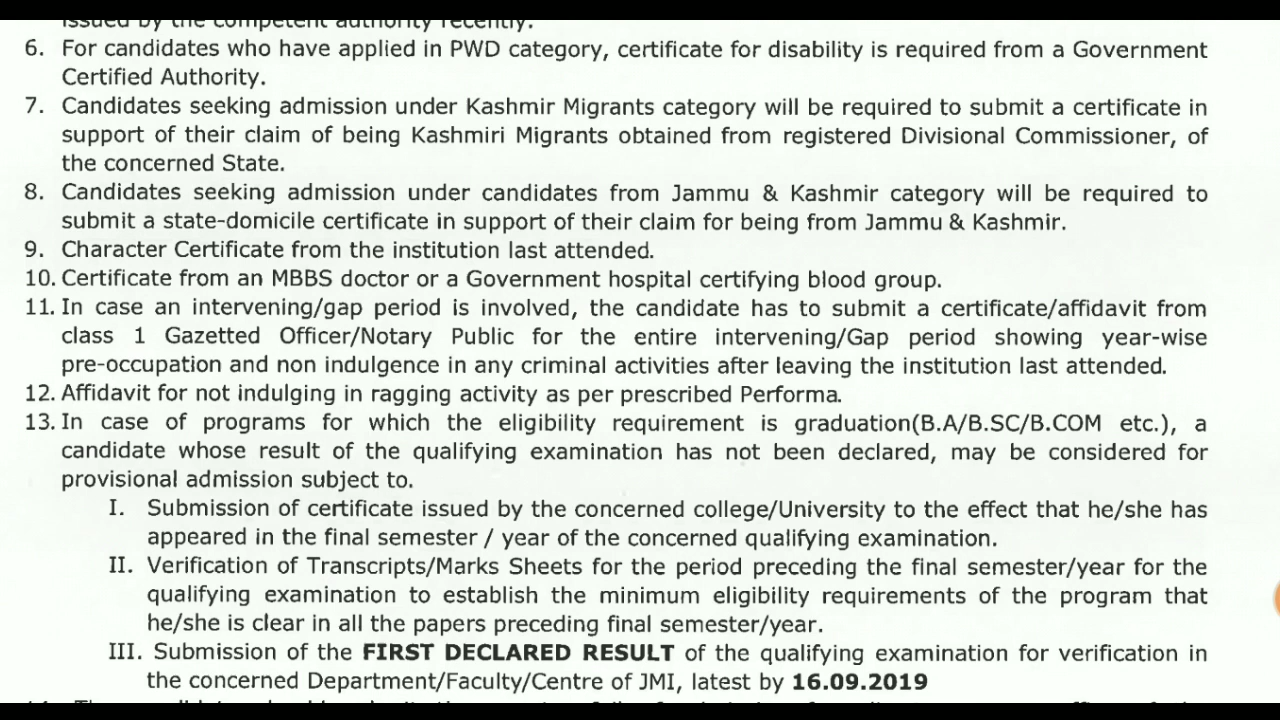 issued by the competent authority recently.
6. For candidates who have applied in PWD category, certificate for disability is required from a Government
Certified Authority.
7. Candidates seeking admission under Kashmir Migrants category will be required to submit a certificate in
support of their claim of being Kashmiri Migrants obtained from registered Divisional Commissioner, of
the concerned State.
8. Candidates seeking admission under candidates from Jammu & Kashmir category will be required to
submit a state-domicile certificate in support of their claim for being from Jammu & Kashmir.
9. Character Certificate from the institution last attended.
10. Certificate from an MBBS doctor or a Government hospital certifying blood group.
11. In case an intervening/gap period is involved, the candidate has to submit a certificate/affidavit from
class 1 Gazetted Officer/Notary Public for the entire intervening/Gap period showing year-wise
pre-occupation and non indulgence in any criminal activities after leaving the institution last attended.
12. Affidavit for not indulging in ragging activity as per prescribed Performa.
13. In case of programs for which the eligibility requirement is graduation(B.A/B.SC/B.COM etc.), a
candidate whose result of the qualifying examination has not been declared, may be considered for
provisional admission subject to.
I. Submission of certificate issued by the concerned college/University to the effect that he/she has
appeared in the final semester / year of the concerned qualifying examination.
II. Verification of Transcripts/Marks Sheets for the period preceding the final semester/year for the
qualifying examination to establish the minimum eligibility requirements of the program that
he/she is clear in all the papers preceding final semester/year.
III. Submission of the FIRST DECLARED RESULT of the qualifying examination for verification in
the concerned Department/Faculty/Centre of JMI, latest by 16.09.2019